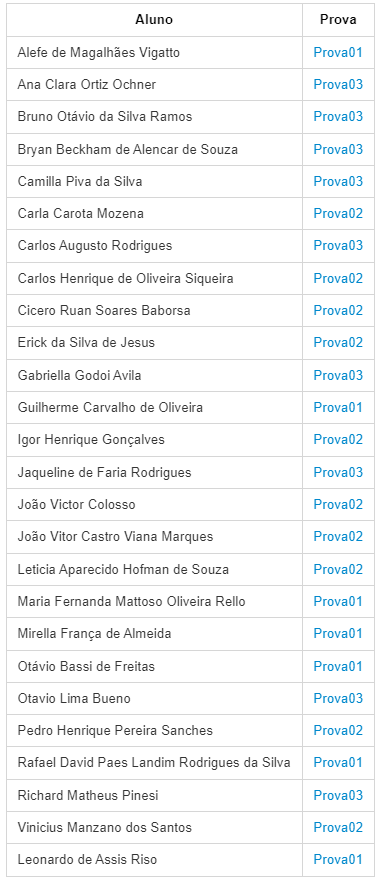 Aluno Prova
Alefe de Magalhães Vigatto Prova01
Ana Clara Ortiz Ochner Prova03
Bruno Otávio da Silva Ramos Prova03
Bryan Beckham de Alencar de Souza Prova03
Camilla Piva da Silva Prova03
Carla Carota Mozena Prova02
Carlos Augusto Rodrigues Prova03
Carlos Henrique de Oliveira Siqueira Prova02
Cicero Ruan Soares Baborsa Prova02
Erick da Silva de Jesus Prova02
Gabriella Godoi Avila Prova03
Guilherme Carvalho de Oliveira Prova01
Igor Henrique Gonçalves Prova02
Jaqueline de Faria Rodrigues Prova03
João Victor Colosso Prova02
João Vitor Castro Viana Marques Prova02
Leticia Aparecido Hofman de Souza Prova02
Maria Fernanda Mattoso Oliveira Rello Prova01
Mirella França de Almeida Prova01
Otávio Bassi de Freitas Prova01
Otavio Lima Bueno Prova03
Pedro Henrique Pereira Sanches Prova02
Rafael David Paes Landim Rodrigues da Silva Prova01
Richard Matheus Pinesi Prova03
Vinicius Manzano dos Santos Prova02
Leonardo de Assis Riso Prova01